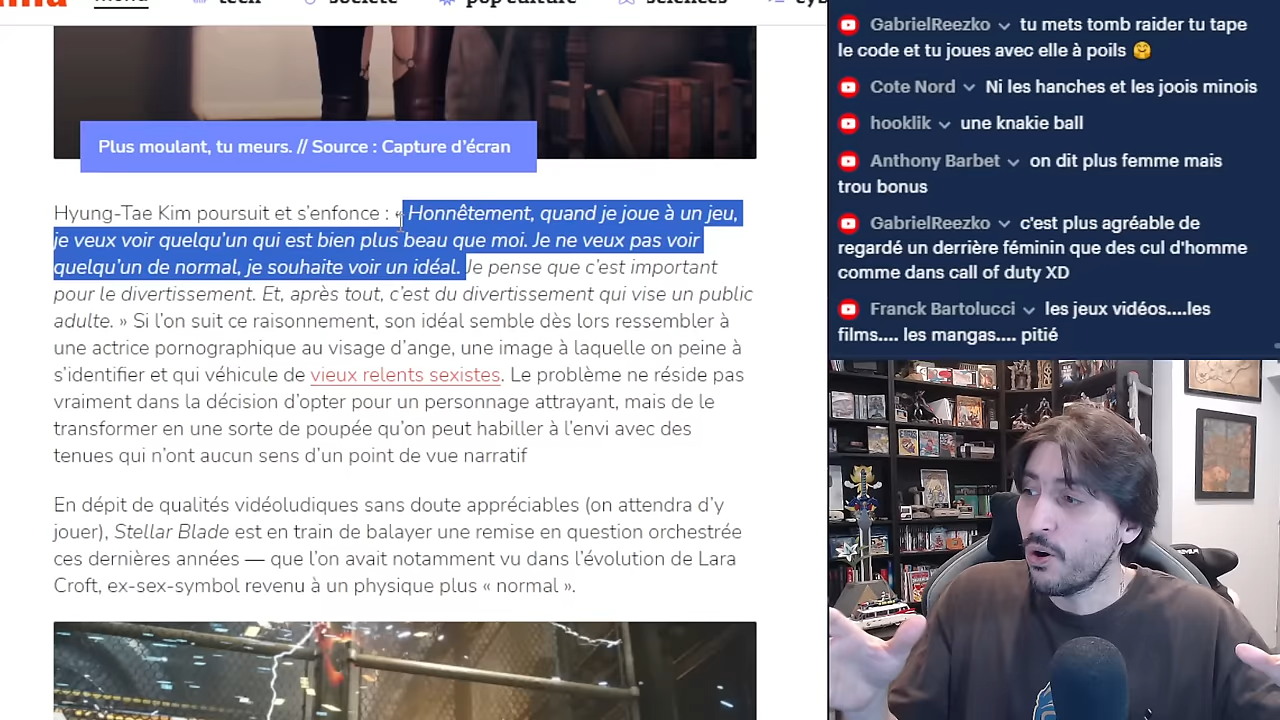 menu
tech
société
pop culture
sciences
Plus moulant, tu meurs. // Source : Capture d’écran
Hyung-Tae Kim poursuit et s’enfonce : « Honnêtement, quand je joue à un jeu,
je veux voir quelqu’un qui est bien plus beau que moi. Je ne veux pas voir
quelqu’un de normal, je souhaite voir un idéal. Je pense que c’est important
pour le divertissement. Et, après tout, c’est du divertissement qui vise un public
adulte. » Si l’on suit ce raisonnement, son idéal semble dès lors ressembler à
une actrice pornographique au visage d’ange, une image à laquelle on peine à
s’identifier et qui véhicule de vieux relents sexistes. Le problème ne réside pas
vraiment dans la décision d’opter pour un personnage attrayant, mais de le
transformer en une sorte de poupée qu’on peut habiller à l’envi avec des
tenues qui n’ont aucun sens d’un point de vue narratif
En dépit de qualités vidéoludiques sans doute appréciables (on attendra d’y
jouer), Stellar Blade est en train de balayer une remise en question orchestrée
ces dernières années — que l’on avait notamment vu dans l’évolution de Lara
Croft, ex-sex-symbol revenu à un physique plus « normal ».
GabrielReezko tu mets tomb raider tu tape
le code et tu joues avec elle à poils 🤗
Cote Nord Ni les hanches et les joois minois
hooklik une knakie ball
Anthony Barbet on dit plus femme mais
trou bonus
GabrielReezko c'est plus agréable de
regardé un derrière féminin que des cul d'homme
comme dans call of duty XD
Franck Bartolucci les jeux vidéos....les
films.... les mangas.... pitié